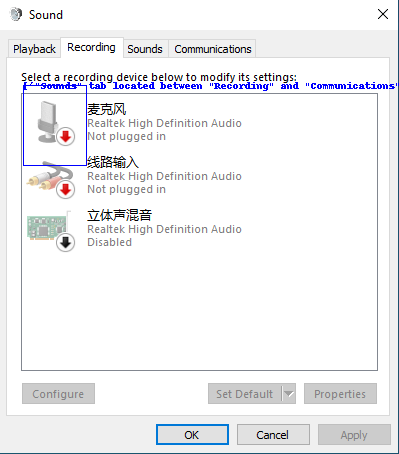 Sound
Playback Recording Sounds Communications
Select a recording device below to modify its settings:
["Sounds" tab located between "Recording" and "Communications"
麦克风
Realtek High Definition Audio
Not plugged in
线路输入
Realtek High Definition Audio
Not plugged in
立体声混音
Realtek High Definition Audio
Disabled
Configure Set Default Properties
OK Cancel Apply